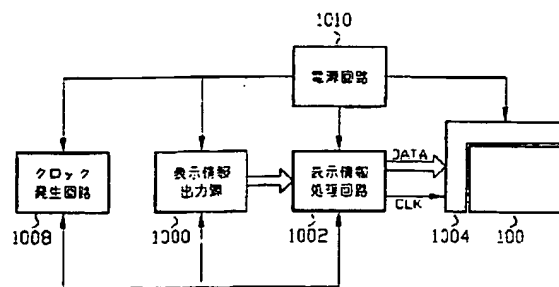 1010
電源回路
クロック
発生回路
表示情報
出力源
表示情報
処理回路
DATA
CLK
1008
1000
1002
1004
100